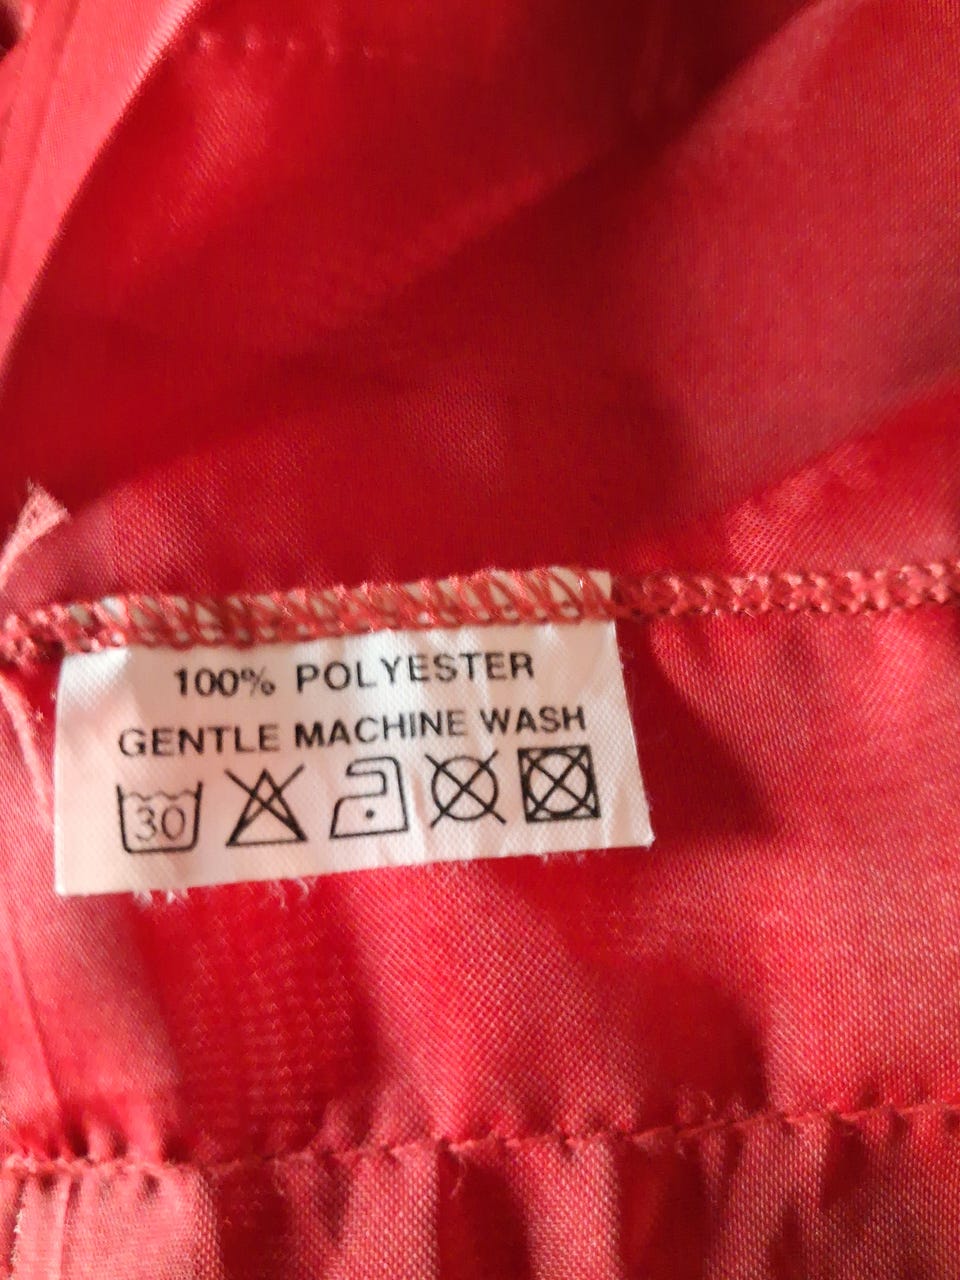 100% POLYESTER
GENTLE MACHINE WASH
30